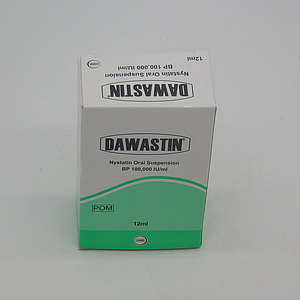 12ml
BP 100,000 IU/ml
Nystatin Oral Suspension
DAWASTIN®
DAWASTIN®
Nystatin Oral Suspension
BP 100,000 IU/ml
POM
12ml